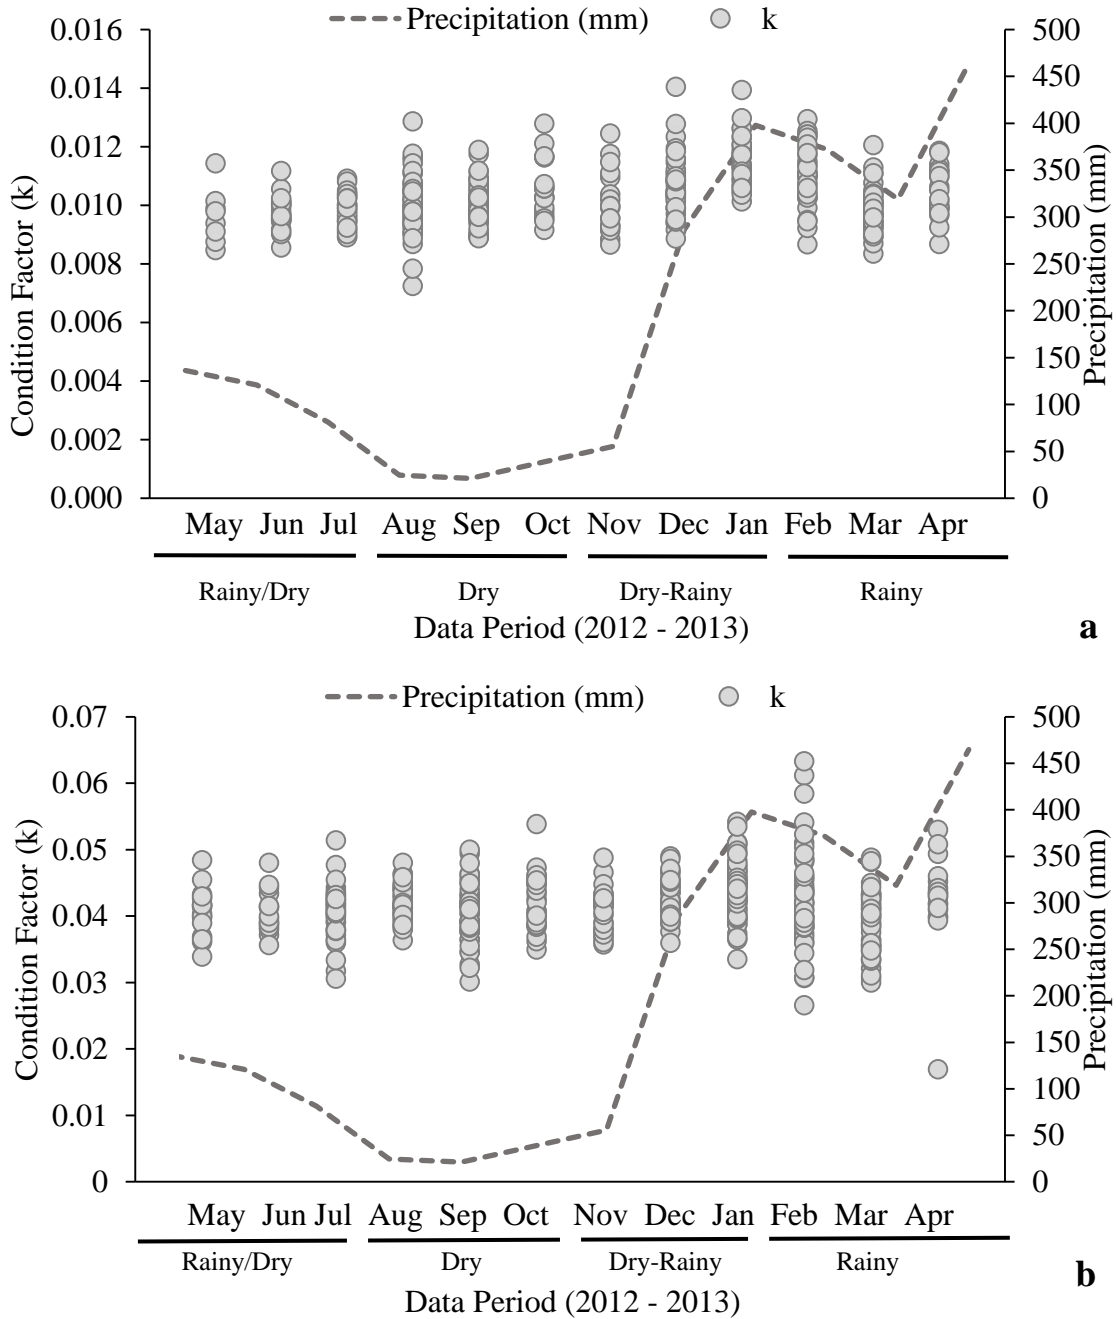 Precipitation (mm) k
0.016 500
0.014 450
0.012 400
0.010 350
0.008 300
0.006 250
0.004 200
0.002 150
0.000 100
50
0
Condition Factor (k)
Precipitation (mm)
May Jun Jul Aug Sep Oct Nov Dec Jan Feb Mar Apr
Rainy/Dry Dry Dry-Rainy Rainy
Data Period (2012 - 2013) a
Precipitation (mm) k
0.07 500
0.06 450
0.05 400
0.04 350
0.03 300
0.02 250
0.01 200
0 150
100
50
0
Condition Factor (k)
Precipitation (mm)
May Jun Jul Aug Sep Oct Nov Dec Jan Feb Mar Apr
Rainy/Dry Dry Dry-Rainy Rainy
Data Period (2012 - 2013) b